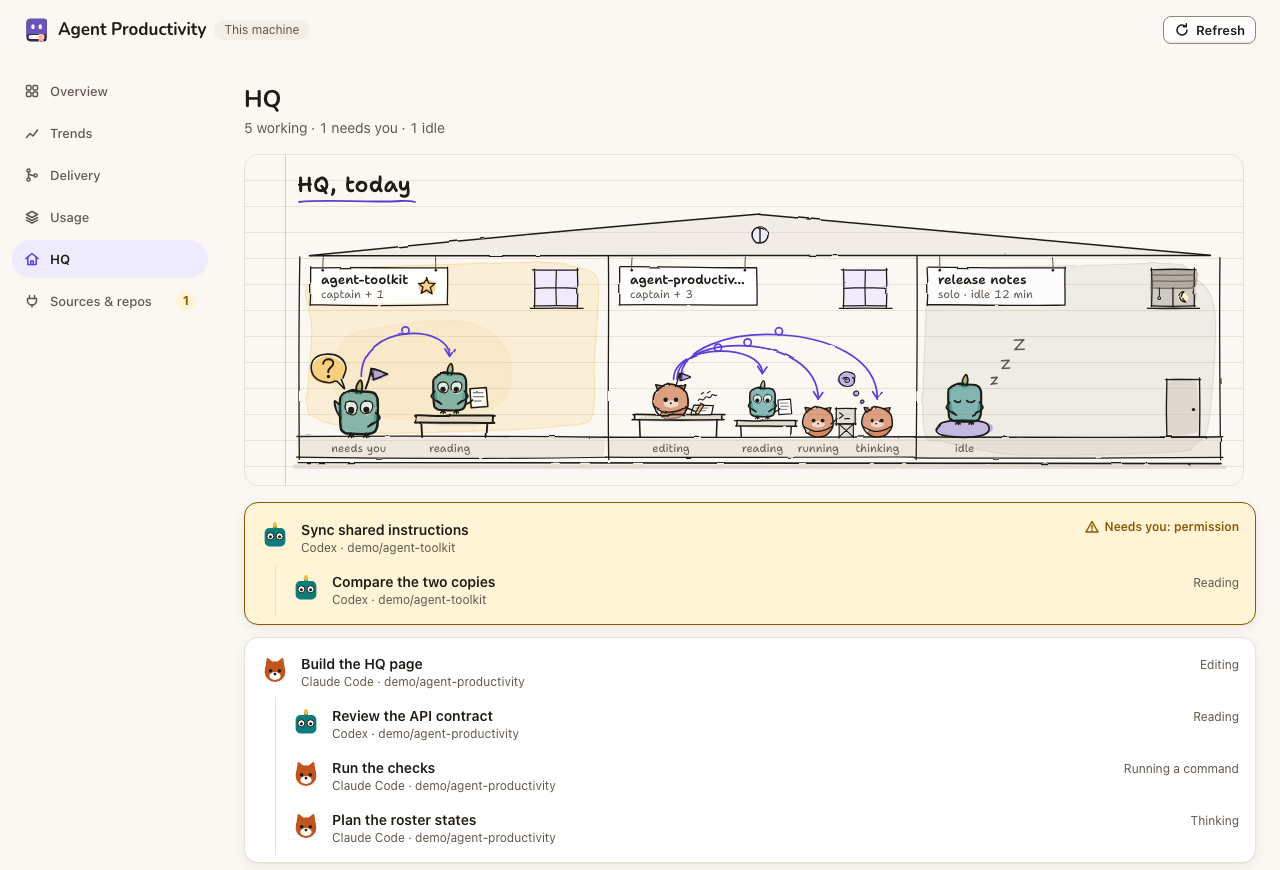 Agent Productivity
This machine
Refresh
Overview
Trends
Delivery
Usage
HQ
Sources & repos
1
HQ
5 working · 1 needs you · 1 idle
HQ, today
agent-toolkit
captain + 1
agent-productiv...
captain + 3
release notes
solo · idle 12 min
?
z
z
z
>_
needs you
reading
editing
reading
running
thinking
idle
Sync shared instructions
Codex · demo/agent-toolkit
Needs you: permission
Compare the two copies
Codex · demo/agent-toolkit
Reading
Build the HQ page
Claude Code · demo/agent-productivity
Editing
Review the API contract
Codex · demo/agent-productivity
Reading
Run the checks
Claude Code · demo/agent-productivity
Running a command
Plan the roster states
Claude Code · demo/agent-productivity
Thinking